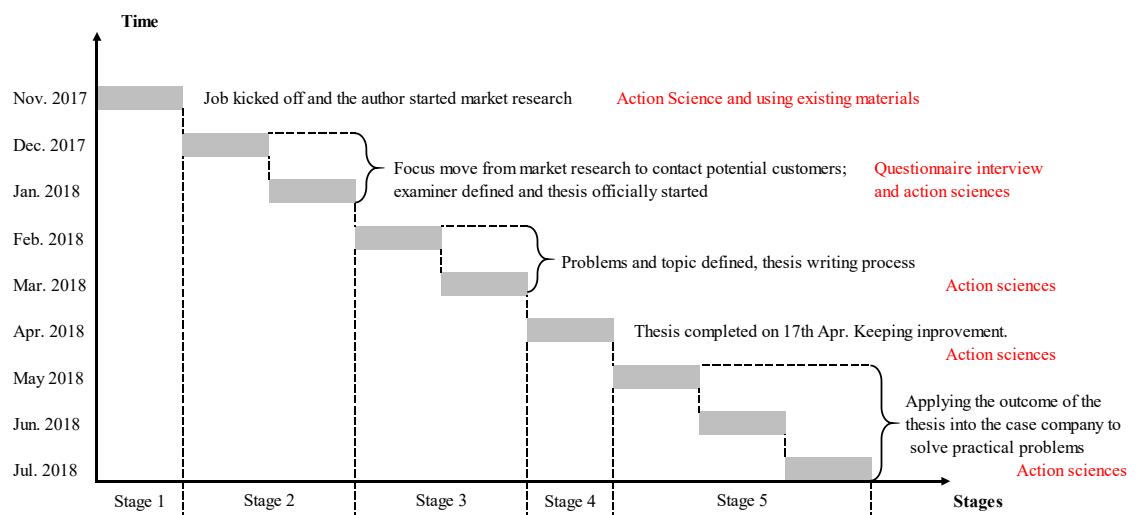 Time
Nov. 2017
Job kicked off and the author started market research
Action Science and using existing materials
Dec. 2017
Focus move from market research to contact potential customers;
examiner defined and thesis officially started
Questionnaire interview
and action sciences
Jan. 2018
Feb. 2018
Problems and topic defined, thesis writing process
Mar. 2018
Action sciences
Apr. 2018
Thesis completed on 17th Apr. Keeping inprovement.
Action sciences
May 2018
Applying the outcome of the
thesis into the case company to
solve practical problems
Jun. 2018
Jul. 2018
Action sciences
Stage 1
Stage 2
Stage 3
Stage 4
Stage 5
Stages